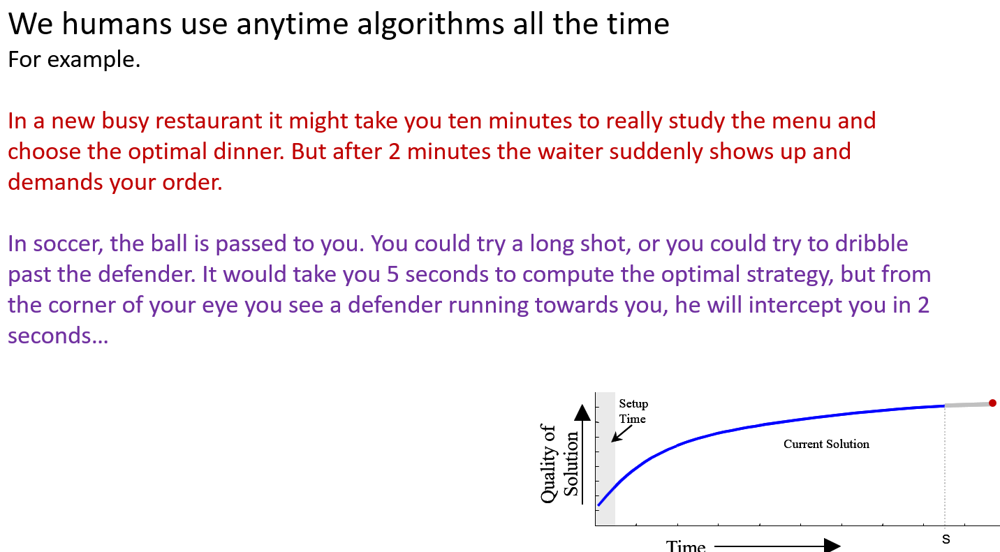 We humans use anytime algorithms all the time
For example.
In a new busy restaurant it might take you ten minutes to really study the menu and
choose the optimal dinner. But after 2 minutes the waiter suddenly shows up and
demands your order.
In soccer, the ball is passed to you. You could try a long shot, or you could try to dribble
past the defender. It would take you 5 seconds to compute the optimal strategy, but from
the corner of your eye you see a defender running towards you, he will intercept you in 2
seconds…
Setup
Time
Quality of
Solution
Current Solution
S
Time